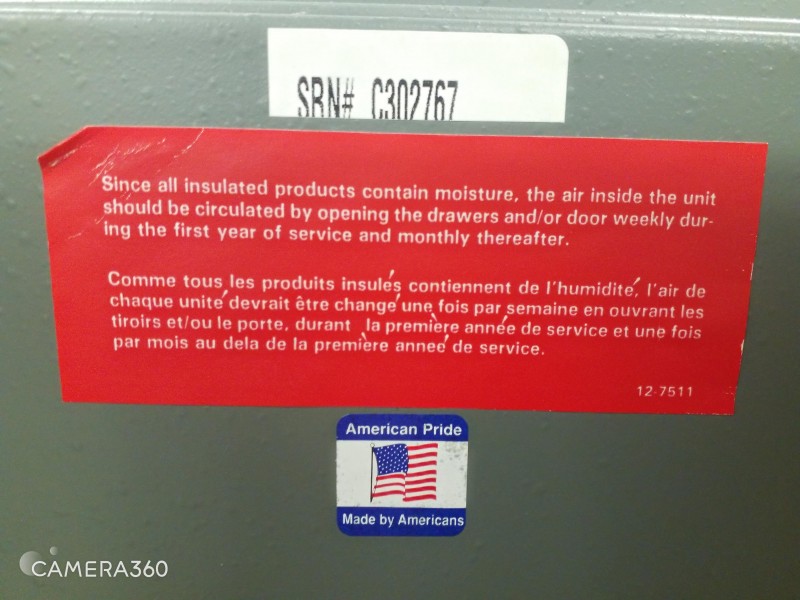 SRN# C302767
Since all insulated products contain moisture, the air inside the unit
should be circulated by opening the drawers and/or door weekly dur-
ing the first year of service and monthly thereafter.
Comme tous les produits insulés contiennent de l'humidité, l'air de
chaque unité devrait être changé une fois par semaine en ouvrant les
tiroirs et/ou le porte, durant la première année de service et une fois
par mois au dela de la première anneé de service.
12-7511
American Pride
Made by Americans
CAMERA360